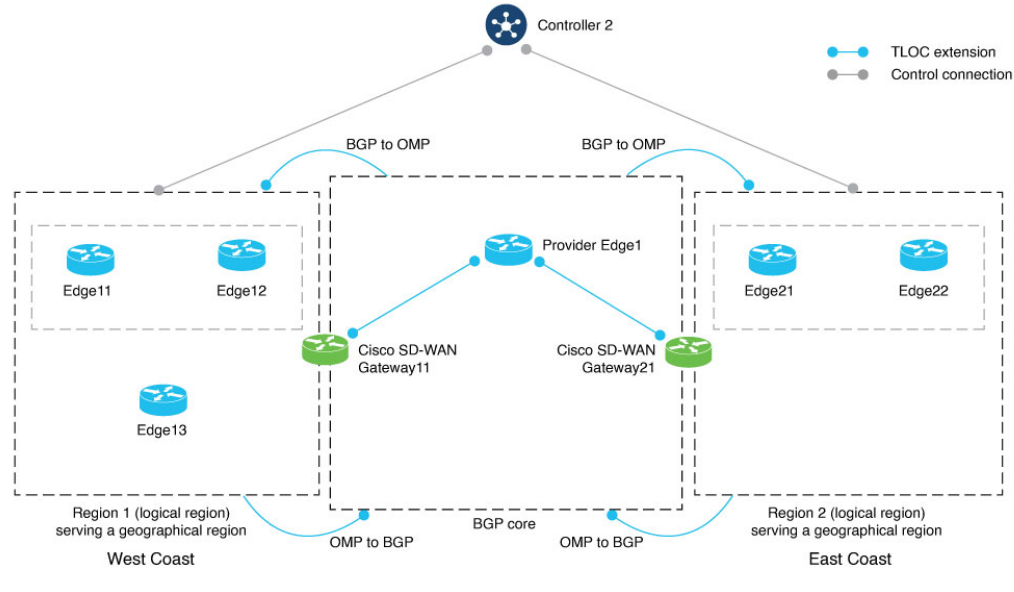 Controller 2
TLOC extension
Control connection
BGP to OMP
BGP to OMP
Edge11
Edge12
Provider Edge1
Edge21
Edge22
Cisco SD-WAN
Gateway11
Cisco SD-WAN
Gateway21
Edge13
Region 1 (logical region)
serving a geographical region
West Coast
OMP to BGP
BGP core
OMP to BGP
Region 2 (logical region)
serving a geographical region
East Coast